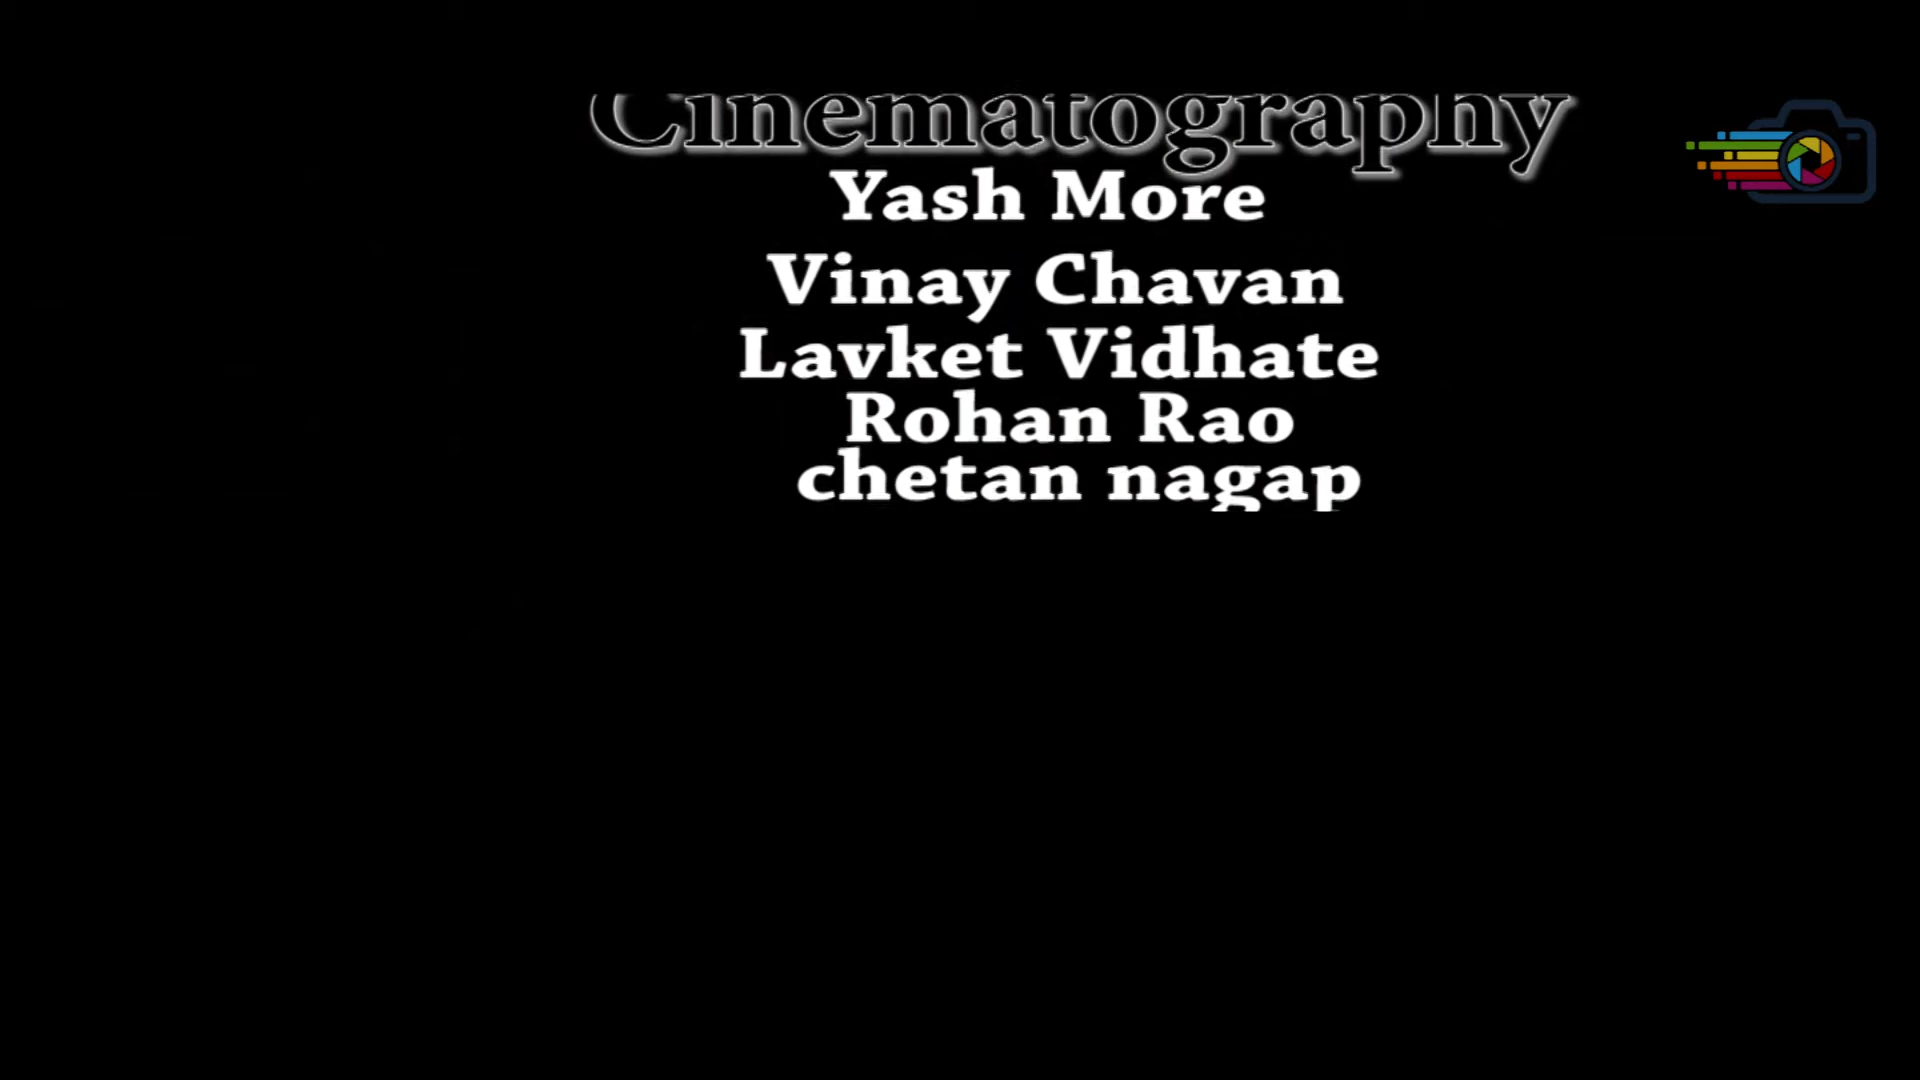 Cinematography
Yash More
Vinay Chavan
Lavket Vidhate
Rohan Rao
chetan nagap